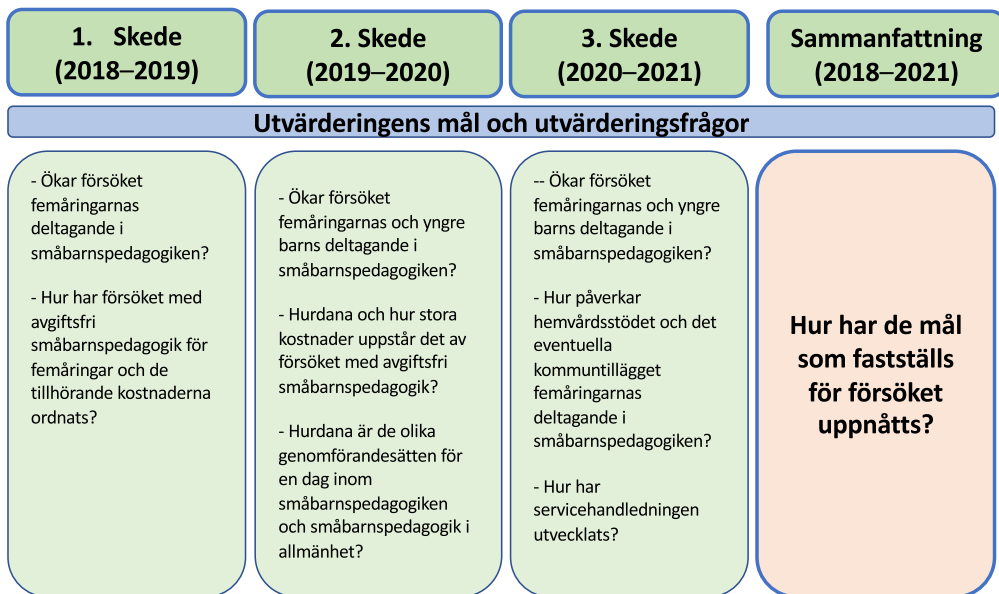 1. Skede
(2018–2019)
2. Skede
(2019–2020)
3. Skede
(2020–2021)
Sammanfattning
(2018–2021)
Utvärderingens mål och utvärderingsfrågor
- Ökar försöket
femåringarnas
deltagande i
småbarnspedagogiken?
- Hur har försöket med
avgiftsfri
småbarnspedagogik för
femåringar och de
tillhörande kostnaderna
ordnats?
- Ökar försöket
femåringarnas och yngre
barns deltagande i
småbarnspedagogiken?
- Hurdana och hur stora
kostnader uppstår det av
försöket med avgiftsfri
småbarnspedagogik?
- Hurdana är de olika
genomförandesätten för
en dag inom
småbarnspedagogiken
och småbarnspedagogik i
allmänhet?
-- Ökar försöket
femåringarnas och yngre
barns deltagande i
småbarnspedagogiken?
- Hur påverkar
hemvårdsstödet och det
eventuella
kommuntillägget
femåringarnas
deltagande i
småbarnspedagogiken?
- Hur har
servicehandledningen
utvecklats?
Hur har de mål
som fastställs
för försöket
uppnåtts?